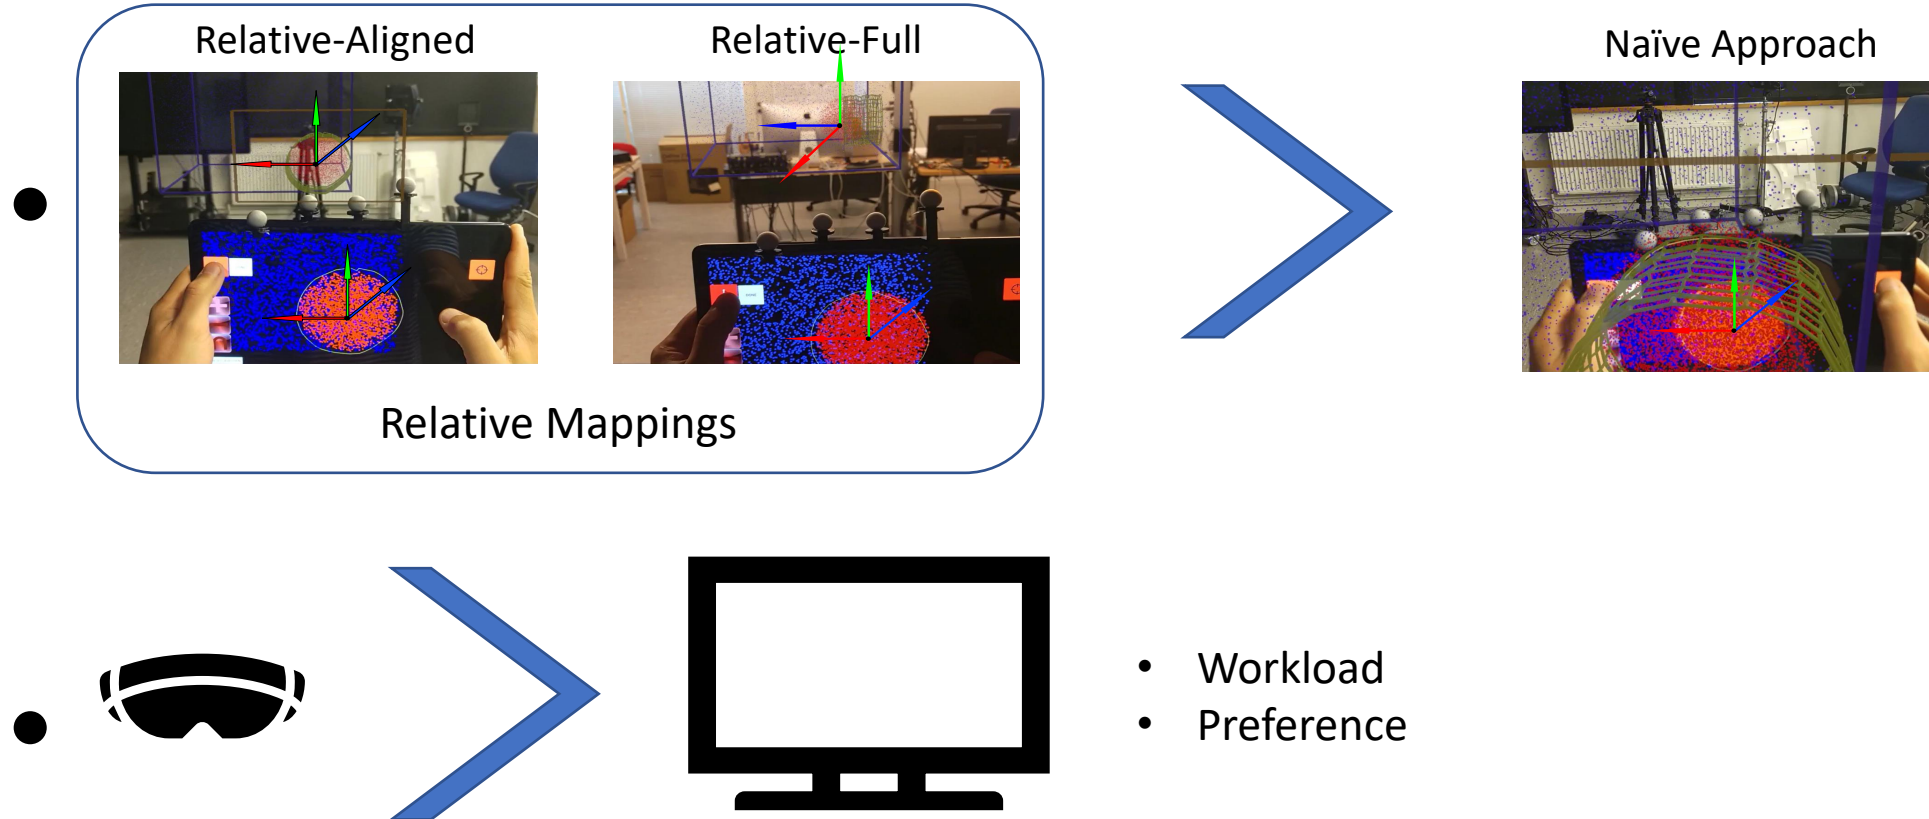 Relative-Aligned
Relative-Full
Naïve Approach
Relative Mappings
• Workload
• Preference